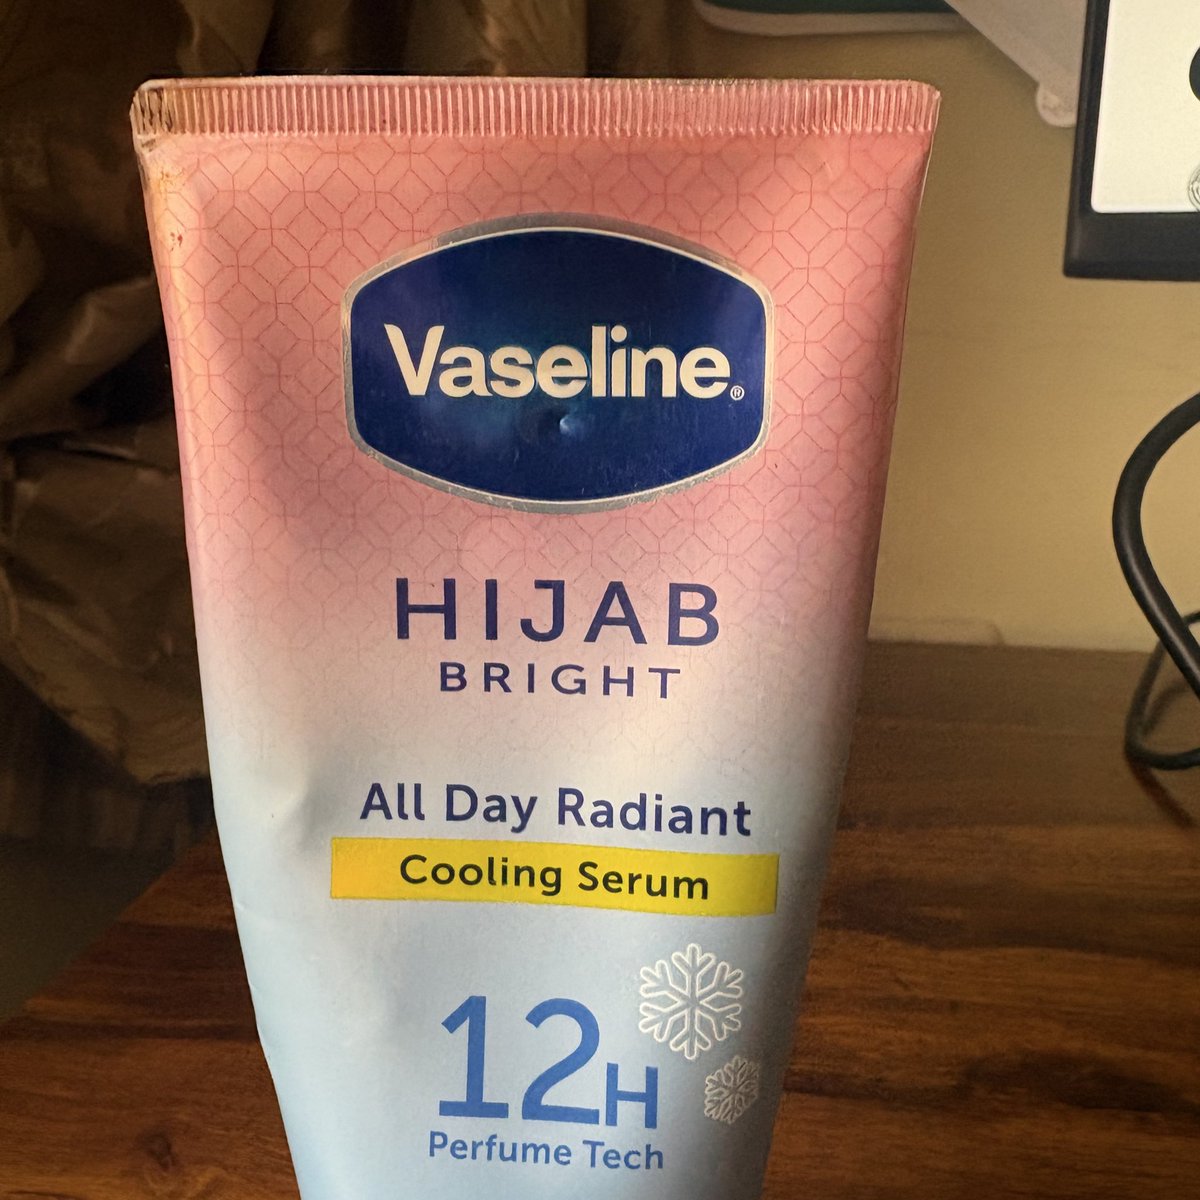 Vaseline®
HIJAB
BRIGHT
All Day Radiant
Cooling Serum
12H
Perfume Tech